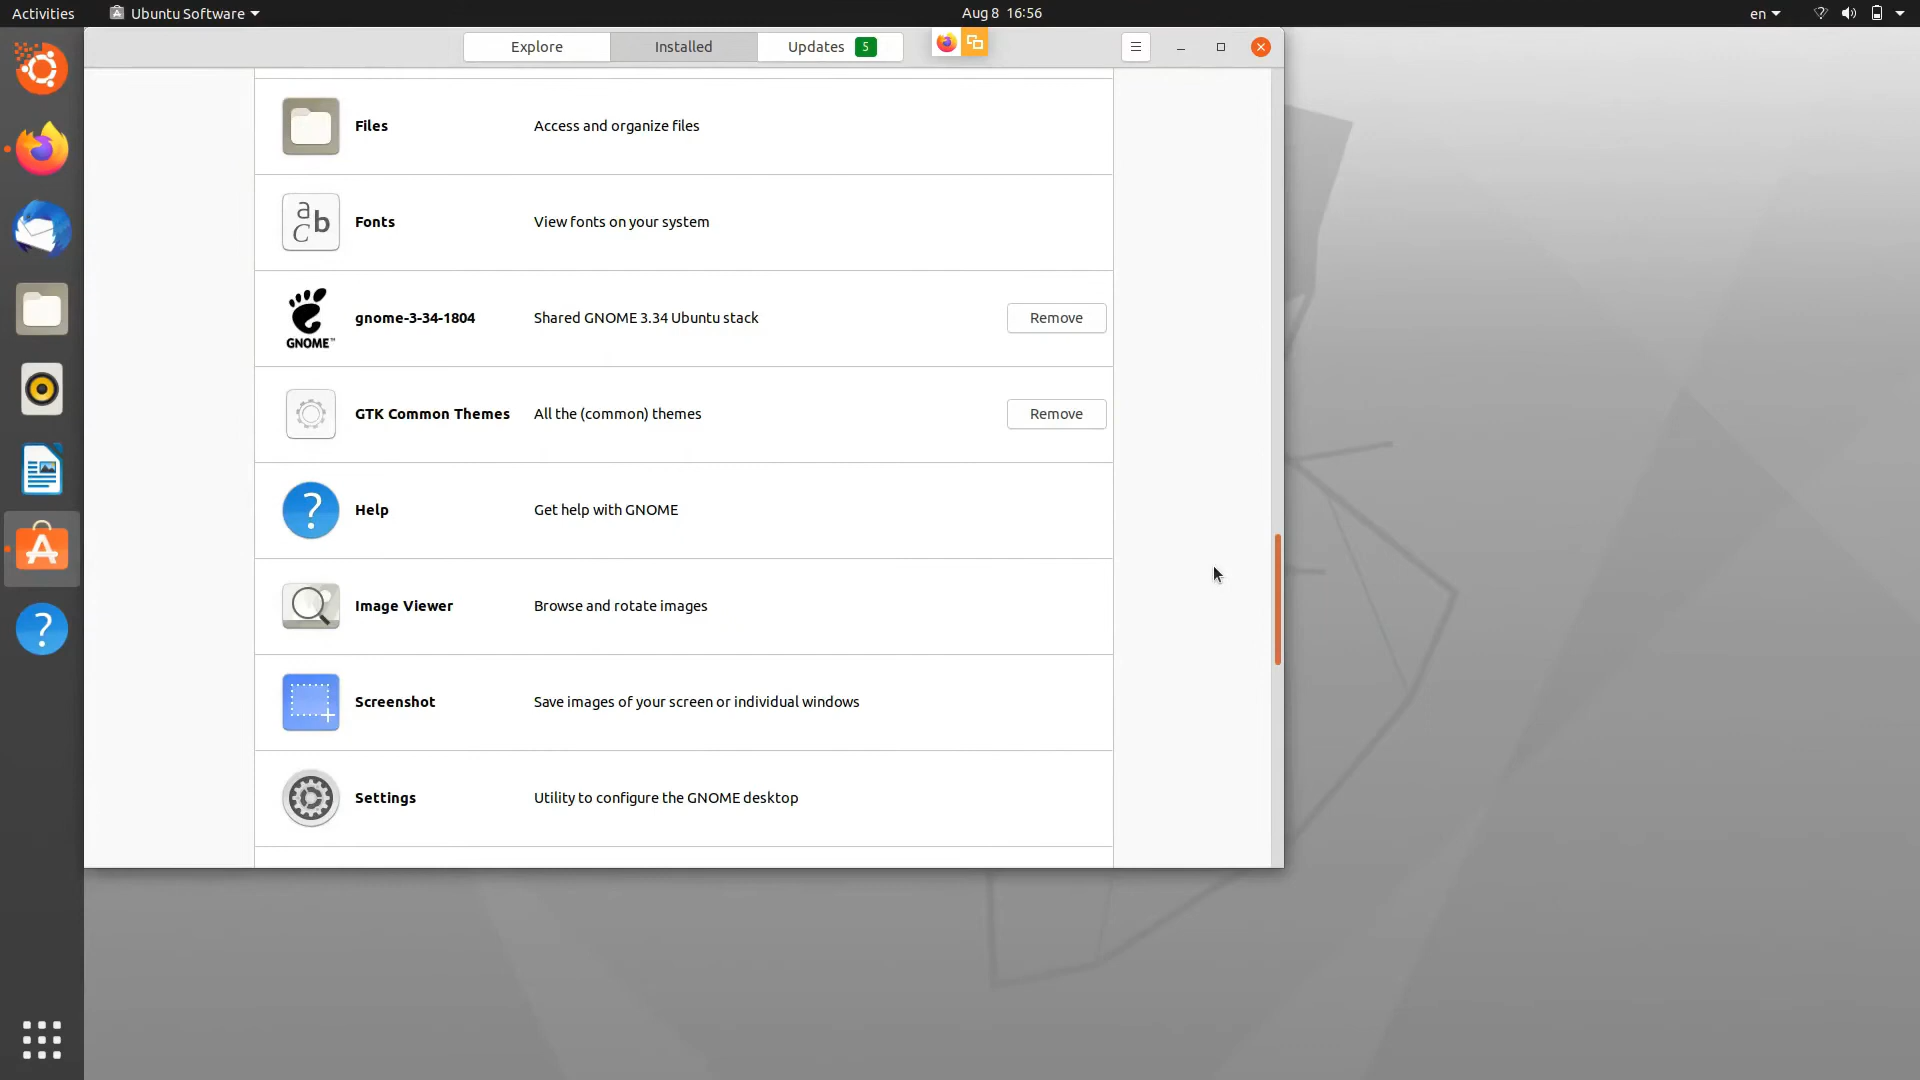 Activities
Ubuntu Software
Aug 8 16:56
en
Explore
Installed
Updates 5
Files
Access and organize files
a b c
Fonts
View fonts on your system
GNOME™
gnome-3-34-1804
Shared GNOME 3.34 Ubuntu stack
Remove
GTK Common Themes
All the (common) themes
Remove
?
Help
Get help with GNOME
Image Viewer
Browse and rotate images
Screenshot
Save images of your screen or individual windows
Settings
Utility to configure the GNOME desktop
A
?